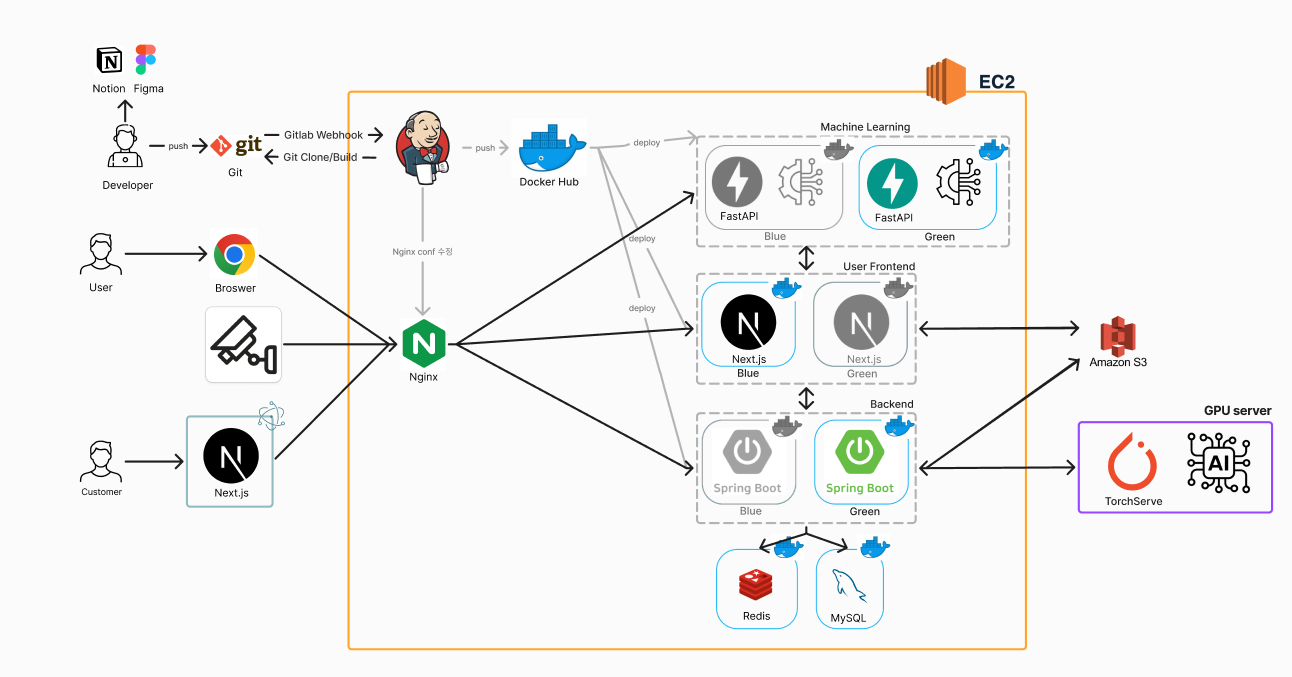 EC2
Notion
Figma
Developer
push
git
Git
Gitlab Webhook
Git Clone/Build
push
Docker Hub
deploy
deploy
deploy
Nginx conf 수정
Machine Learning
FastAPI
Blue
FastAPI
Green
User
Broswer
Nginx
Customer
Next.js
User Frontend
Next.js
Blue
Next.js
Green
Backend
Spring Boot
Blue
Spring Boot
Green
Redis
MySQL
Amazon S3
GPU server
TorchServe
AI